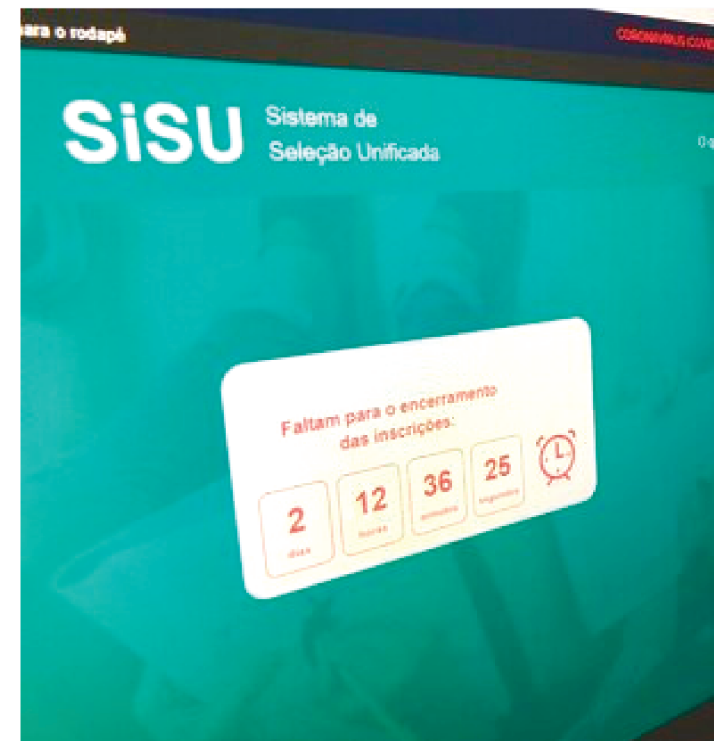 para o rodapé
CORONAVÍRUS (COVID
SiSU
Sistema de
Seleção Unificada
Faltam para o encerramento
das inscrições:
2 12 36 25
dias horas minutos segundos